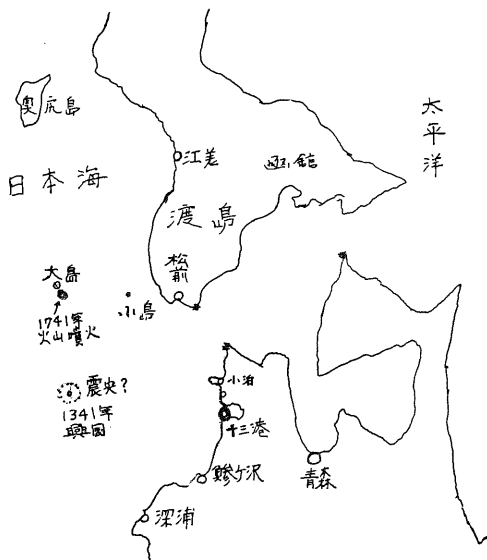 奥尻島
太平洋
江差
函館
日本海
渡島
大島
松前
小島
1741年
火山噴火
小泊
震央?
1341年
興国
十三港
鰺ヶ沢
青森
深浦